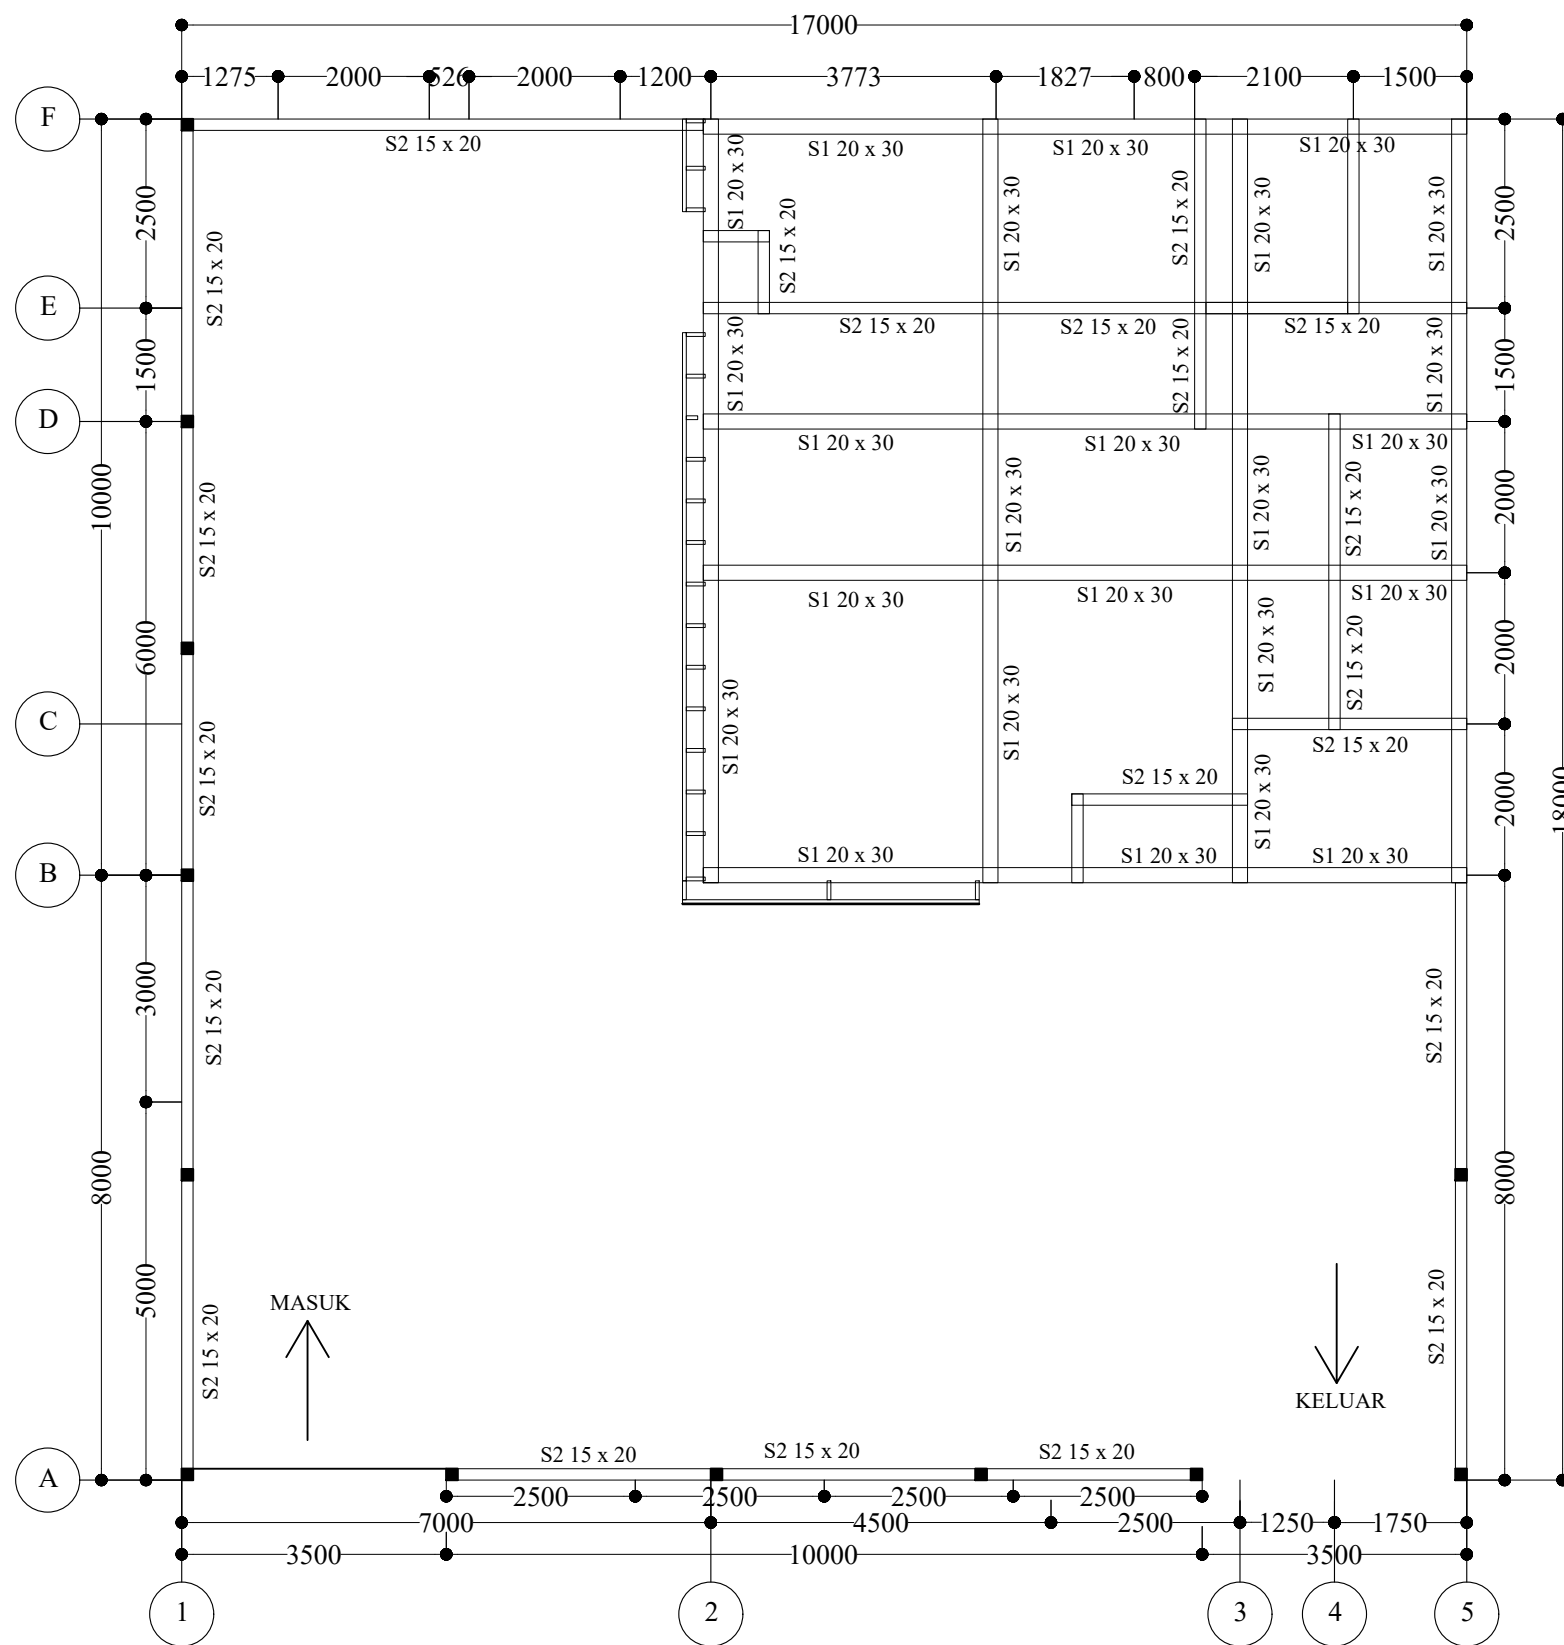 17000
1275
2000
526
2000
1200
3773
1827
800
2100
1500
F
S2 15 x 20
S1 20 x 30
S1 20 x 30
S1 20 x 30
2500
S2 15 x 20
S1 20 x 30
S2 15 x 20
S1 20 x 30
S2 15 x 20
S1 20 x 30
S1 20 x 30
2500
E
S2 15 x 20
S2 15 x 20
S2 15 x 20
1500
S1 20 x 30
S2 15 x 20
S1 20 x 30
1500
D
S1 20 x 30
S1 20 x 30
S1 20 x 30
10000
S2 15 x 20
S1 20 x 30
S1 20 x 30
S2 15 x 20
S1 20 x 30
2000
S1 20 x 30
S1 20 x 30
S1 20 x 30
6000
S1 20 x 30
S2 15 x 20
2000
C
S2 15 x 20
S1 20 x 30
S1 20 x 30
S2 15 x 20
S2 15 x 20
S1 20 x 30
2000
18000
B
S1 20 x 30
S1 20 x 30
S1 20 x 30
3000
S2 15 x 20
S2 15 x 20
8000
5000
8000
MASUK
S2 15 x 20
S2 15 x 20
KELUAR
A
S2 15 x 20
S2 15 x 20
S2 15 x 20
2500
2500
2500
2500
7000
4500
2500
1250
1750
3500
10000
3500
1
2
3
4
5